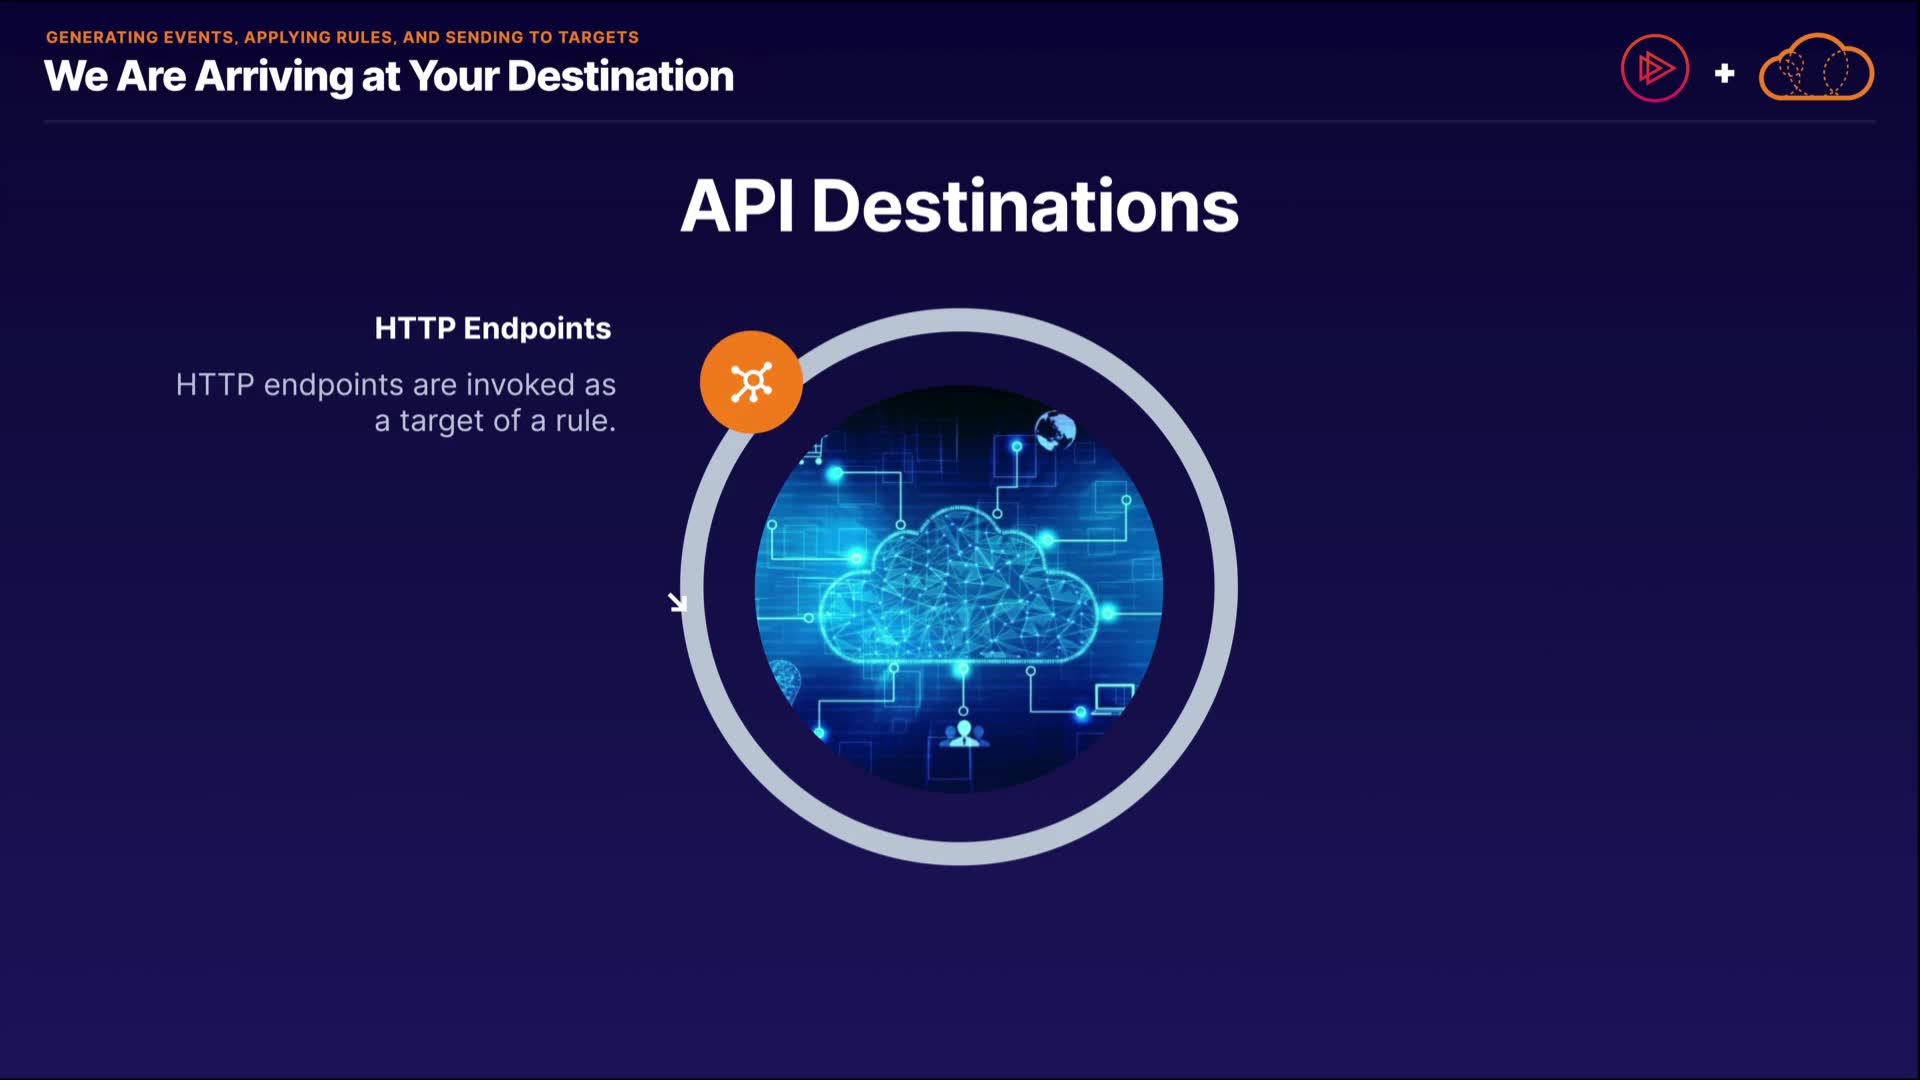 GENERATING EVENTS, APPLYING RULES, AND SENDING TO TARGETS
We Are Arriving at Your Destination
API Destinations
HTTP Endpoints
HTTP endpoints are invoked as
a target of a rule.